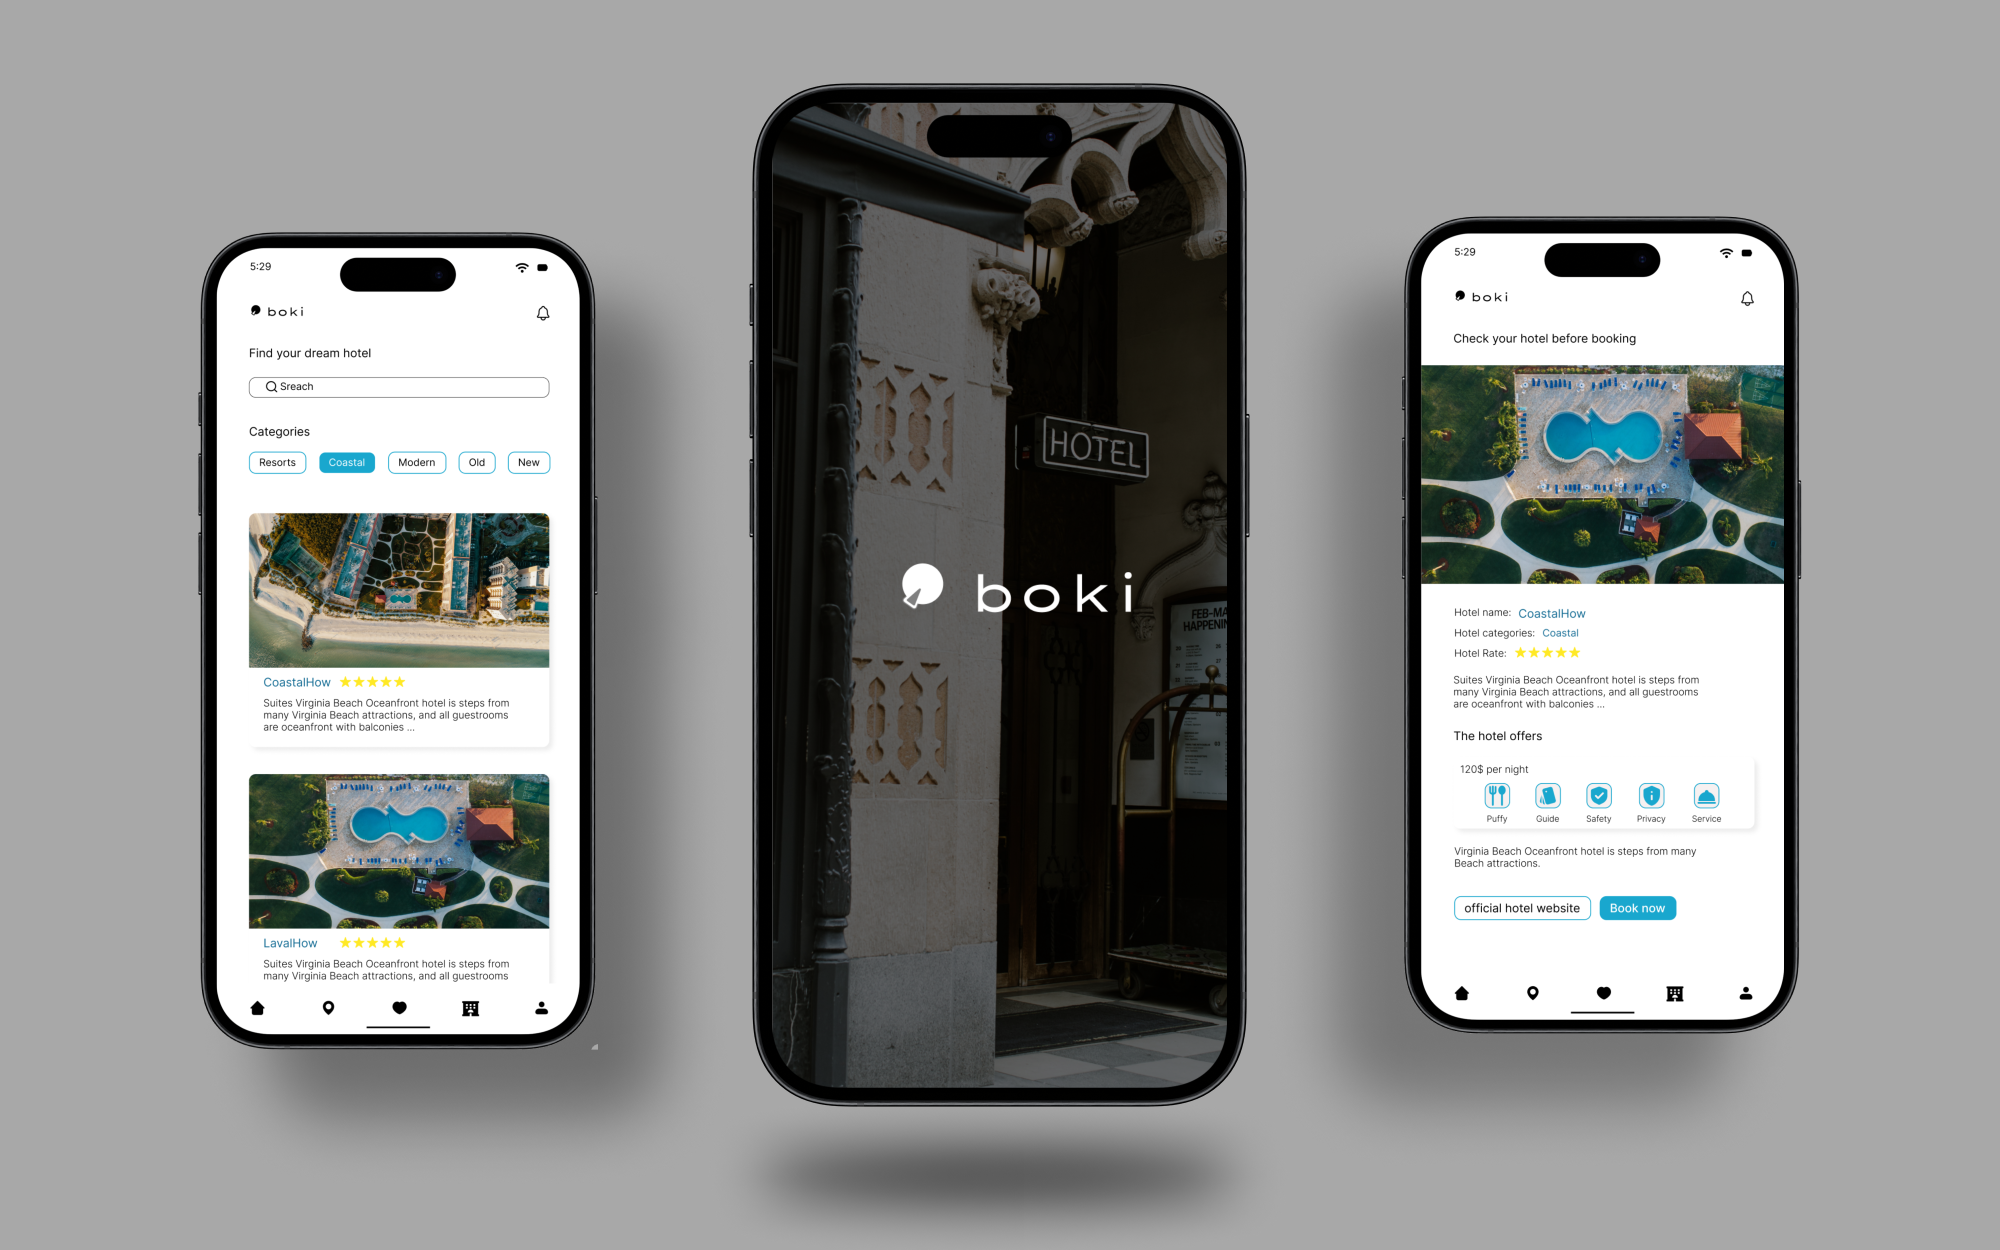 5:29
boki
Find your dream hotel
Sreach
Categories
Resorts
Coastal
Modern
Old
New
CoastalHow
Suites Virginia Beach Oceanfront hotel is steps from
many Virginia Beach attractions, and all guestrooms
are oceanfront with balconies ...
LavalHow
Suites Virginia Beach Oceanfront hotel is steps from
many Virginia Beach attractions, and all guestrooms
HOTEL
boki
FEB-MA
HAPPENIN
5:29
boki
Check your hotel before booking
Hotel name: CoastalHow
Hotel categories: Coastal
Hotel Rate:
Suites Virginia Beach Oceanfront hotel is steps from
many Virginia Beach attractions, and all guestrooms
are oceanfront with balconies ...
The hotel offers
120$ per night
Puffy
Guide
Safety
Privacy
Service
Virginia Beach Oceanfront hotel is steps from many
Beach attractions.
official hotel website
Book now